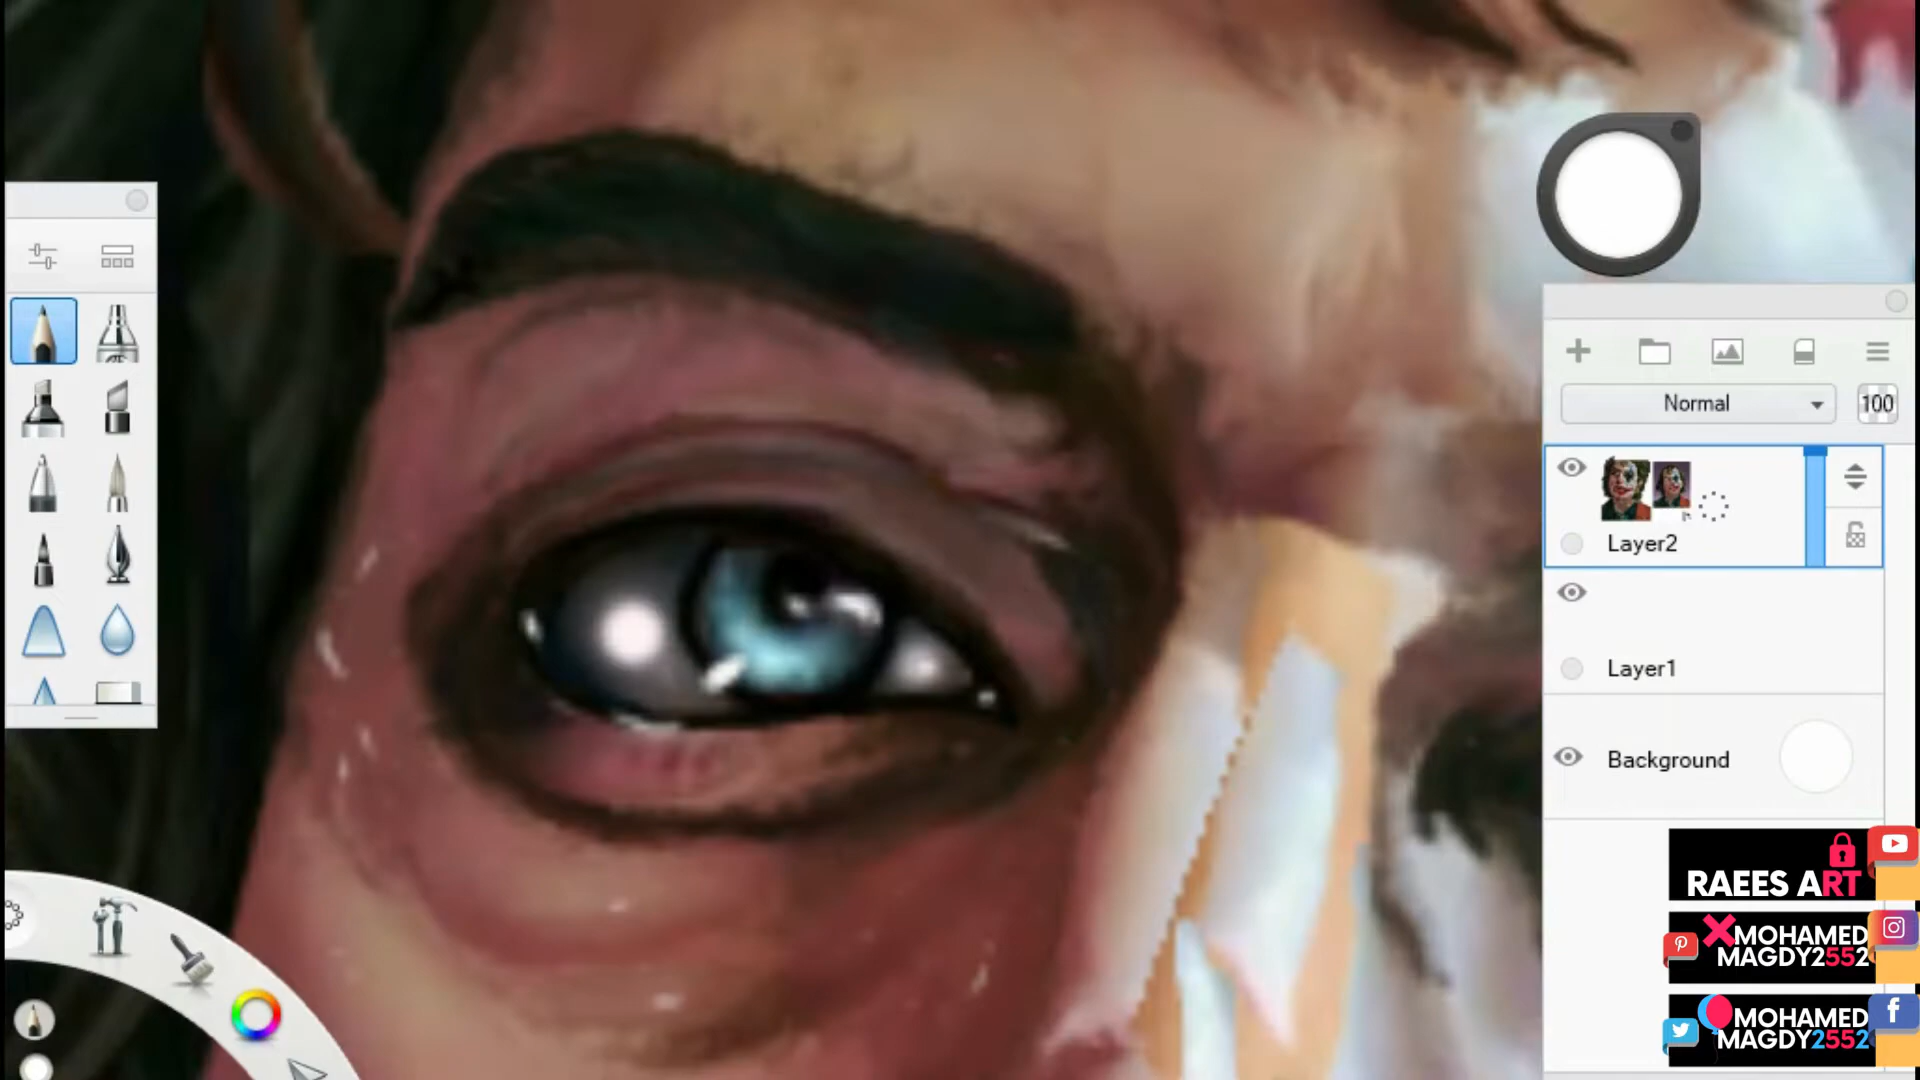 Normal
100
Layer2
Layer1
Background
RAEES ART
MOHAMED
MAGDY2552
MOHAMED
MAGDY2552